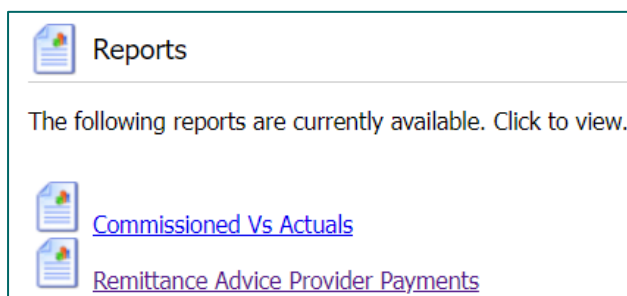 Reports
The following reports are currently available. Click to view.
Commissioned Vs Actuals
Remittance Advice Provider Payments